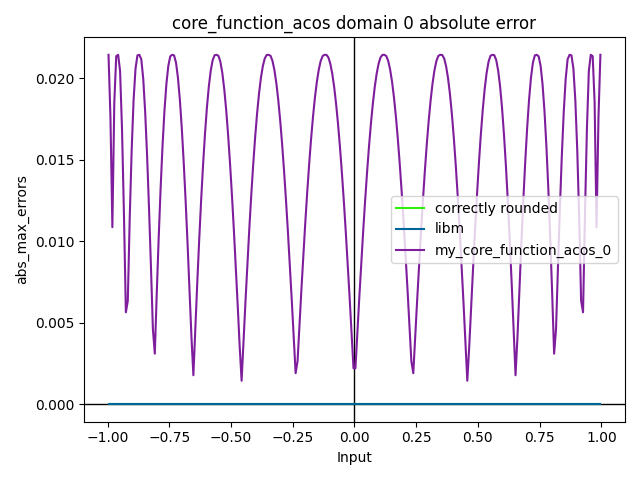 core_function_acos domain 0 absolute error
abs_max_errors
0.020
0.015
0.010
0.005
0.000
correctly rounded
libm
my_core_function_acos_0
−1.00 −0.75 −0.50 −0.25 0.00 0.25 0.50 0.75 1.00
Input